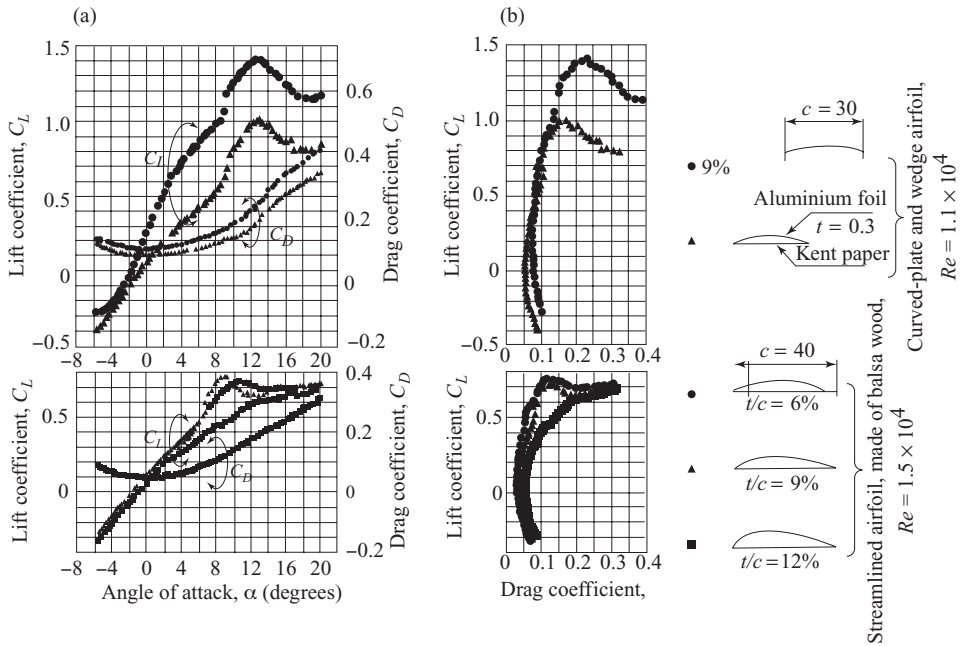 (a)
(b)
Lift coefficient, C_L
1.5
1.0
0.5
0
−0.5
Drag coefficient, C_D
0.6
0.4
0.2
0
−0.2
C_L
C_D
−8 −4 0 4 8 12 16 20
Lift coefficient, C_L
1.5
1.0
0.5
0
−0.5
0 0.1 0.2 0.3 0.4
9%
c = 30
Aluminium foil
t = 0.3
Kent paper
Curved-plate and wedge airfoil,
Re = 1.1 × 10^4
Lift coefficient, C_L
0.5
0
Drag coefficient, C_D
0.4
0.2
0
−0.2
C_L
C_D
−8 −4 0 4 8 12 16 20
Angle of attack, α (degrees)
Lift coefficient, C_L
0.5
0
0 0.1 0.2 0.3 0.4
Drag coefficient,
c = 40
t/c = 6%
t/c = 9%
t/c = 12%
Streamlined airfoil, made of balsa wood,
Re = 1.5 × 10^4